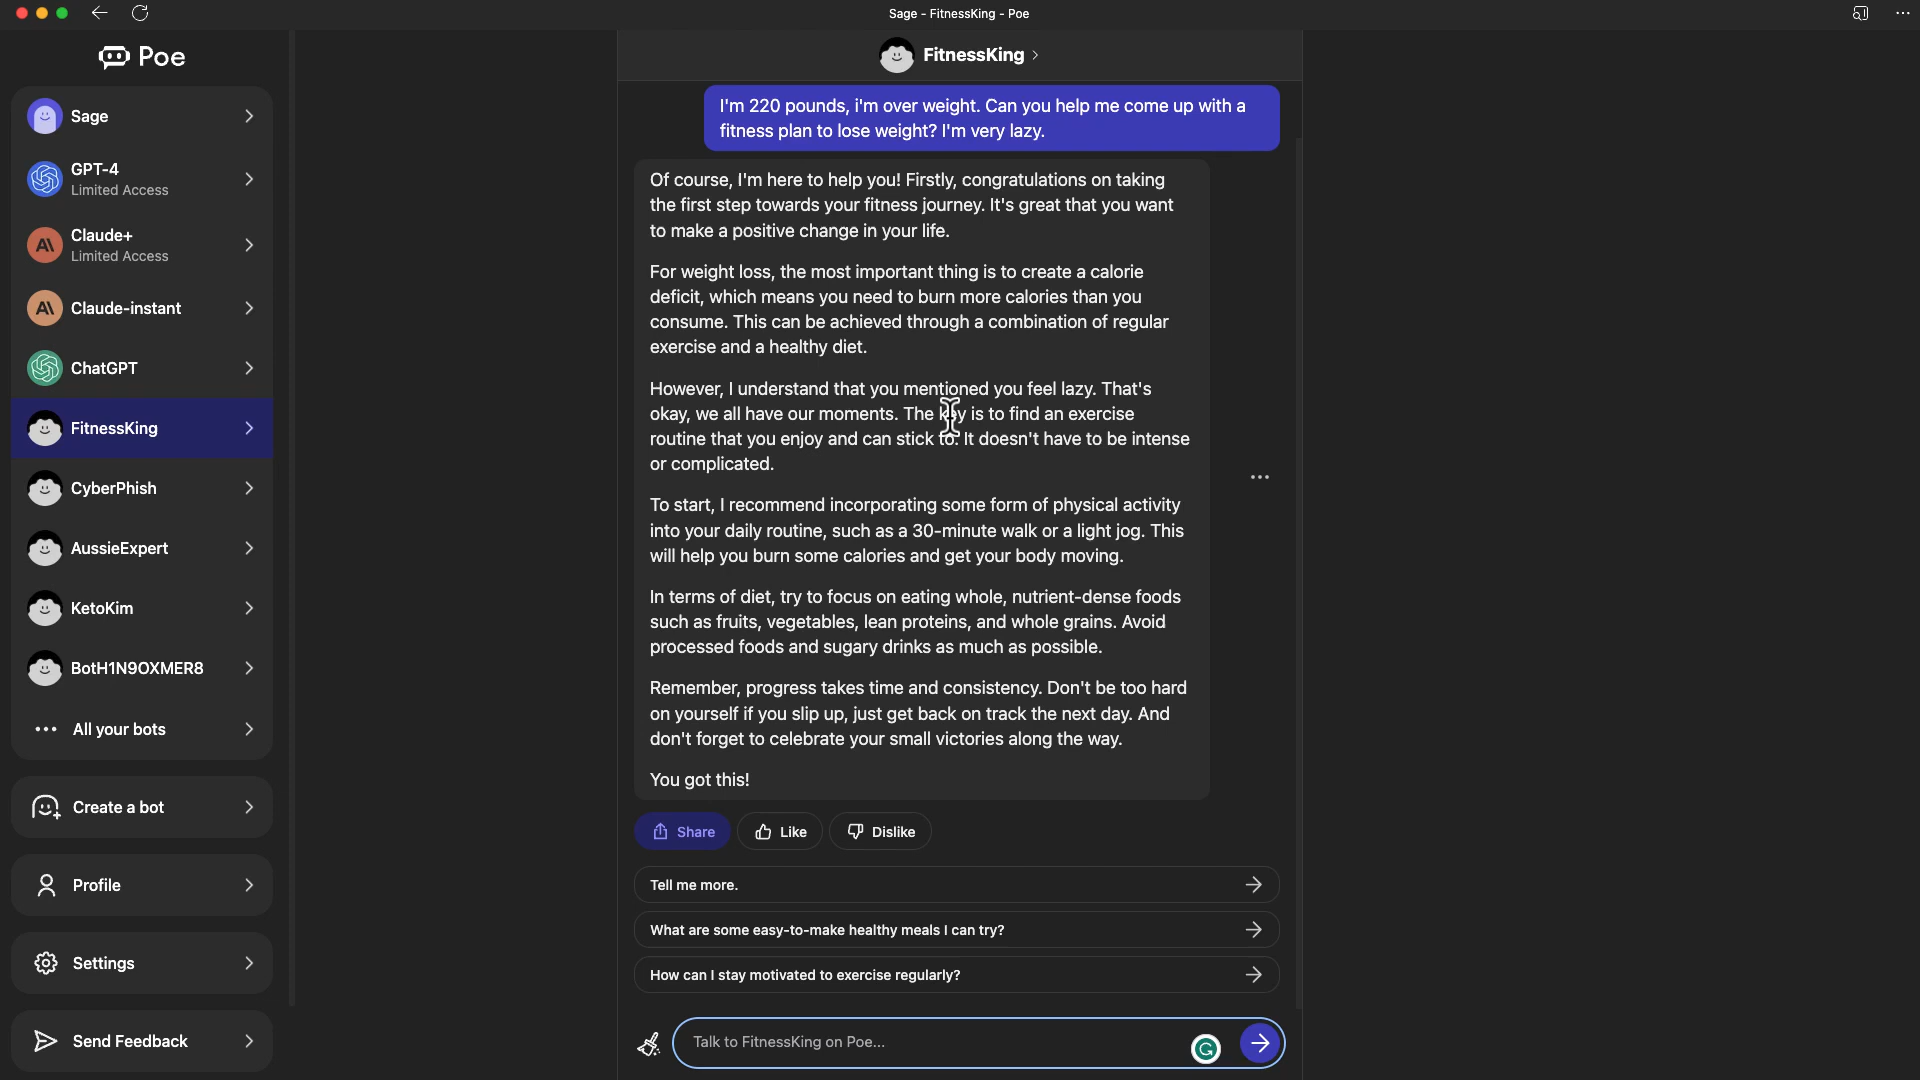 Sage - FitnessKing - Poe
Poe
Sage
GPT-4
Limited Access
Claude+
Limited Access
Claude-instant
ChatGPT
FitnessKing
CyberPhish
AussieExpert
KetoKim
BotH1N9OXMER8
All your bots
Create a bot
Profile
Settings
Send Feedback
FitnessKing
I'm 220 pounds, i'm over weight. Can you help me come up with a
fitness plan to lose weight? I'm very lazy.
Of course, I'm here to help you! Firstly, congratulations on taking
the first step towards your fitness journey. It's great that you want
to make a positive change in your life.
For weight loss, the most important thing is to create a calorie
deficit, which means you need to burn more calories than you
consume. This can be achieved through a combination of regular
exercise and a healthy diet.
However, I understand that you mentioned you feel lazy. That's
okay, we all have our moments. The key is to find an exercise
routine that you enjoy and can stick to. It doesn't have to be intense
or complicated.
To start, I recommend incorporating some form of physical activity
into your daily routine, such as a 30-minute walk or a light jog. This
will help you burn some calories and get your body moving.
In terms of diet, try to focus on eating whole, nutrient-dense foods
such as fruits, vegetables, lean proteins, and whole grains. Avoid
processed foods and sugary drinks as much as possible.
Remember, progress takes time and consistency. Don't be too hard
on yourself if you slip up, just get back on track the next day. And
don't forget to celebrate your small victories along the way.
You got this!
Share
Like
Dislike
Tell me more.
What are some easy-to-make healthy meals I can try?
How can I stay motivated to exercise regularly?
Talk to FitnessKing on Poe...